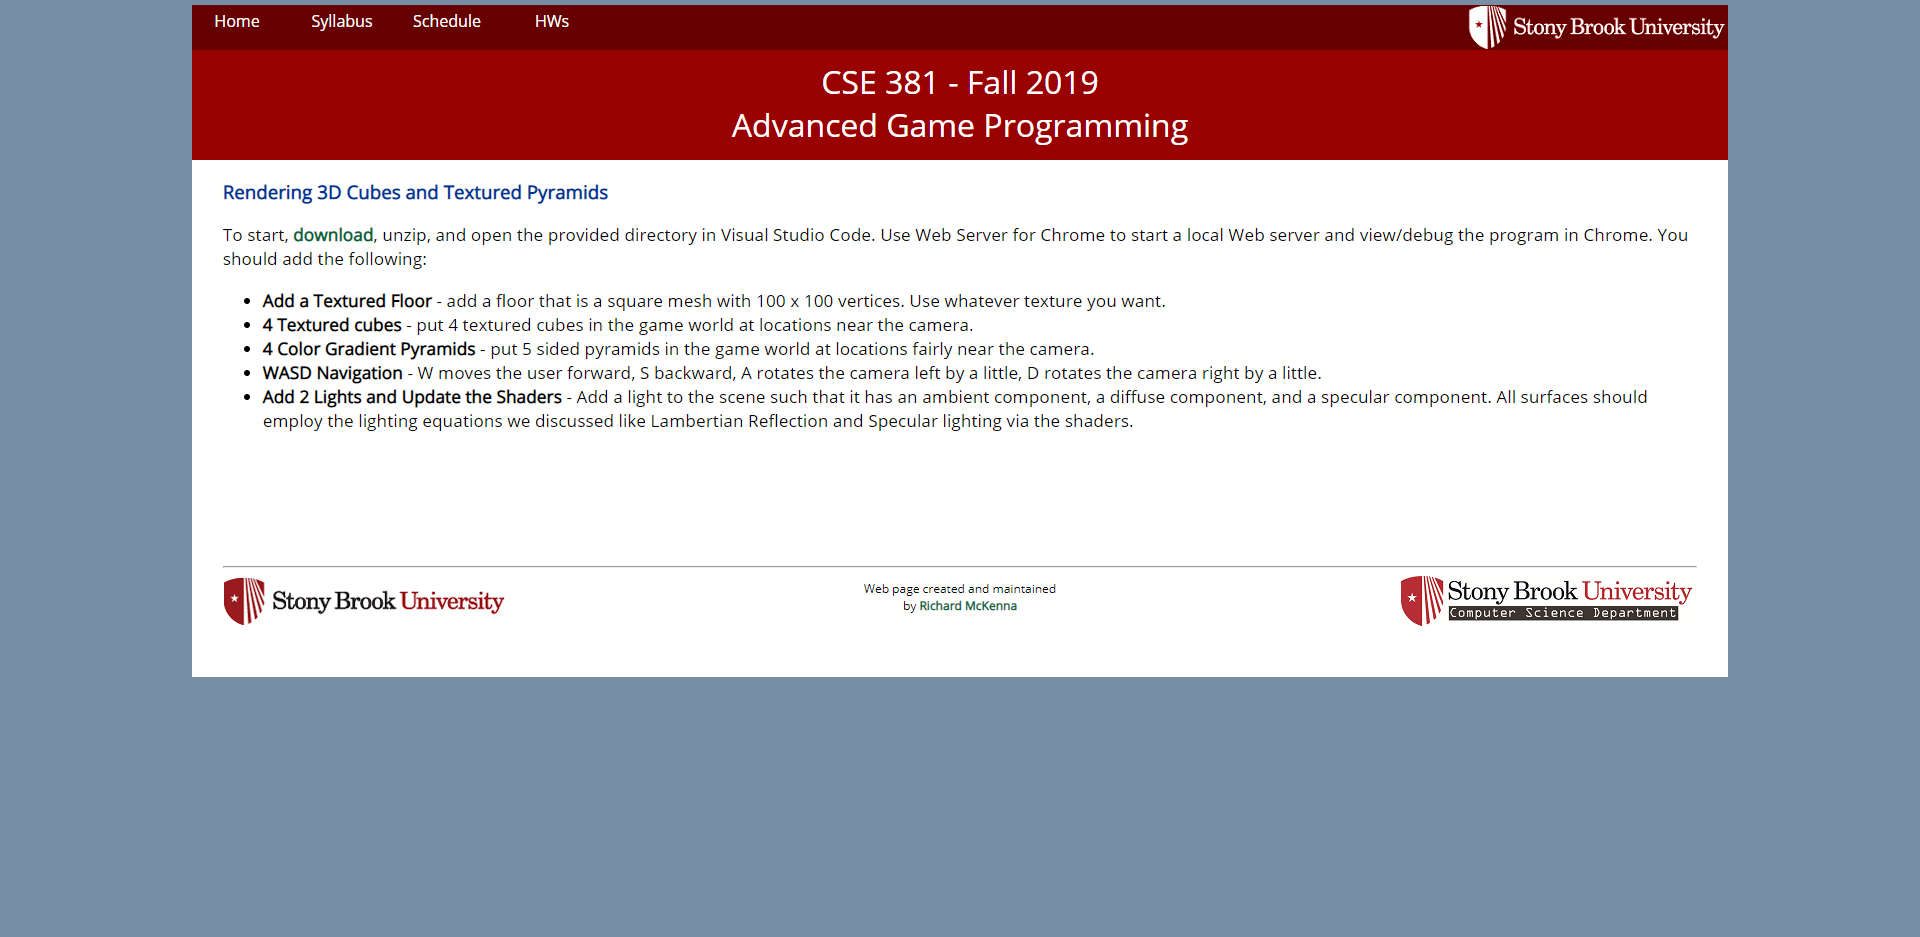 Home Syllabus Schedule HWs Stony Brook University
CSE 381 - Fall 2019
Advanced Game Programming
Rendering 3D Cubes and Textured Pyramids
To start, download, unzip, and open the provided directory in Visual Studio Code. Use Web Server for Chrome to start a local Web server and view/debug the program in Chrome. You
should add the following:
• Add a Textured Floor - add a floor that is a square mesh with 100 x 100 vertices. Use whatever texture you want.
• 4 Textured cubes - put 4 textured cubes in the game world at locations near the camera.
• 4 Color Gradient Pyramids - put 5 sided pyramids in the game world at locations fairly near the camera.
• WASD Navigation - W moves the user forward, S backward, A rotates the camera left by a little, D rotates the camera right by a little.
• Add 2 Lights and Update the Shaders - Add a light to the scene such that it has an ambient component, a diffuse component, and a specular component. All surfaces should
employ the lighting equations we discussed like Lambertian Reflection and Specular lighting via the shaders.
Stony Brook University
Web page created and maintained
by Richard McKenna
Stony Brook University
Computer Science Department